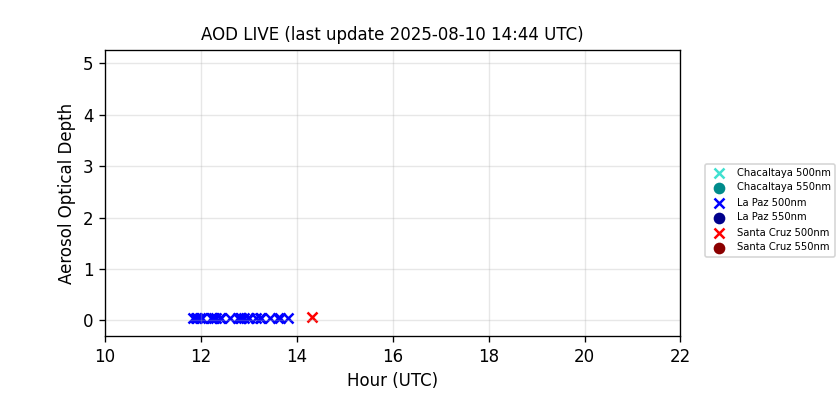 AOD LIVE (last update 2025-08-10 14:44 UTC)
5
4
3
2
1
0
Aerosol Optical Depth
10 12 14 16 18 20 22
Hour (UTC)
Chacaltaya 500nm
Chacaltaya 550nm
La Paz 500nm
La Paz 550nm
Santa Cruz 500nm
Santa Cruz 550nm